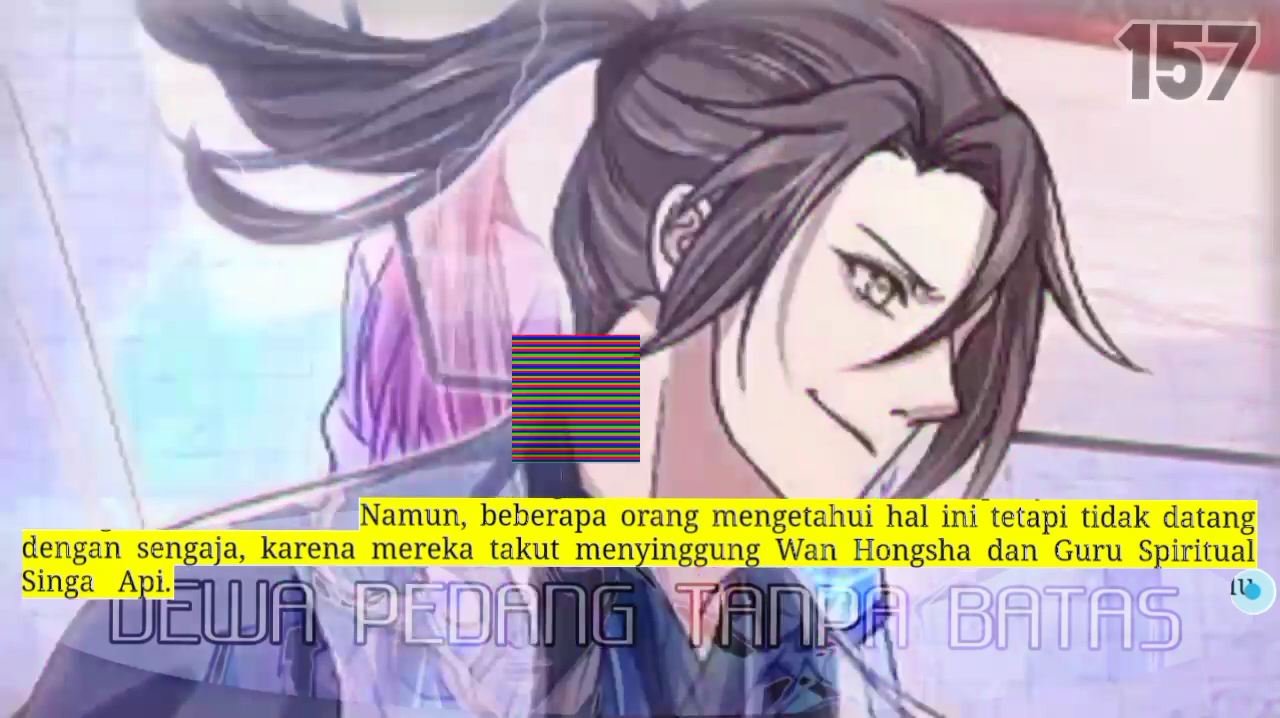 157
Namun, beberapa orang mengetahui hal ini tetapi tidak datang
dengan sengaja, karena mereka takut menyinggung Wan Hongsha dan Guru Spiritual
Singa Api.
DEWA PEDANG TANPA BATAS